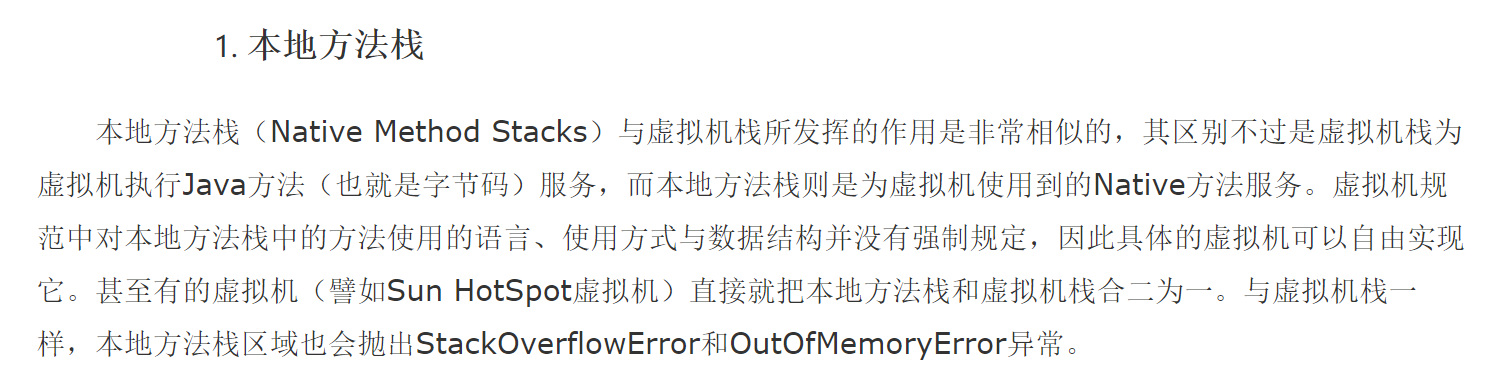 1. 本地方法栈
本地方法栈（Native Method Stacks）与虚拟机栈所发挥的作用是非常相似的，其区别不过是虚拟机栈为
虚拟机执行Java方法（也就是字节码）服务，而本地方法栈则是为虚拟机使用到的Native方法服务。虚拟机规
范中对本地方法栈中的方法使用的语言、使用方式与数据结构并没有强制规定，因此具体的虚拟机可以自由实现
它。甚至有的虚拟机（譬如Sun HotSpot虚拟机）直接就把本地方法栈和虚拟机栈合二为一。与虚拟机栈一
样，本地方法栈区域也会抛出StackOverflowError和OutOfMemoryError异常。